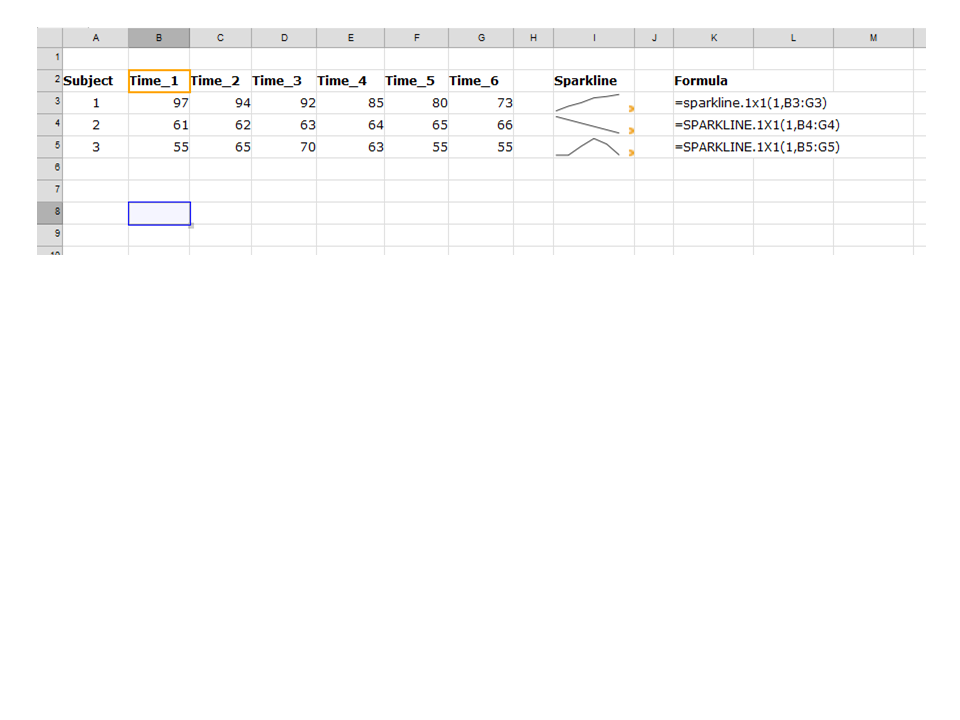 A B C D E F G H I J K L M
1
2 Subject Time_1 Time_2 Time_3 Time_4 Time_5 Time_6 Sparkline Formula
3 1 97 94 92 85 80 73 =sparkline.1x1(1,B3:G3)
4 2 61 62 63 64 65 66 =SPARKLINE.1X1(1,B4:G4)
5 3 55 65 70 63 55 55 =SPARKLINE.1X1(1,B5:G5)
6
7
8
9
10